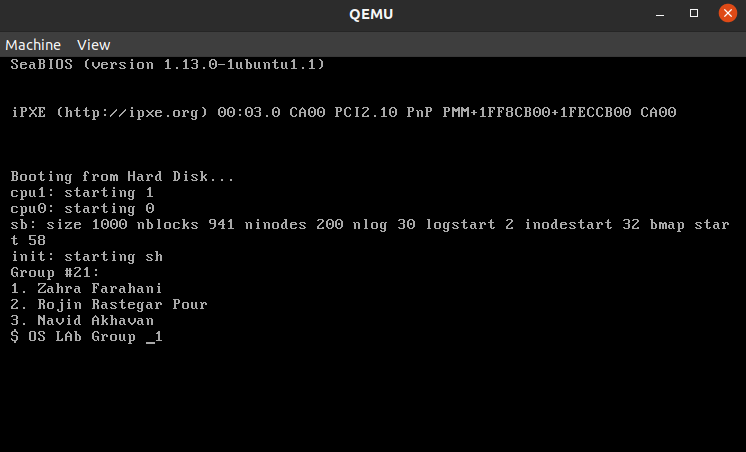 QEMU
Machine View
SeaBIOS (version 1.13.0-1ubuntu1.1)
iPXE (http://ipxe.org) 00:03.0 CA00 PCI2.10 PnP PMM+1FF8CB00+1FECCB00 CA00
Booting from Hard Disk...
cpu1: starting 1
cpu0: starting 0
sb: size 1000 nblocks 941 ninodes 200 nlog 30 logstart 2 inodestart 32 bmap star
t 58
init: starting sh
Group #21:
1. Zahra Farahani
2. Rojin Rastegar Pour
3. Navid Akhavan
$ OS LAb Group _1